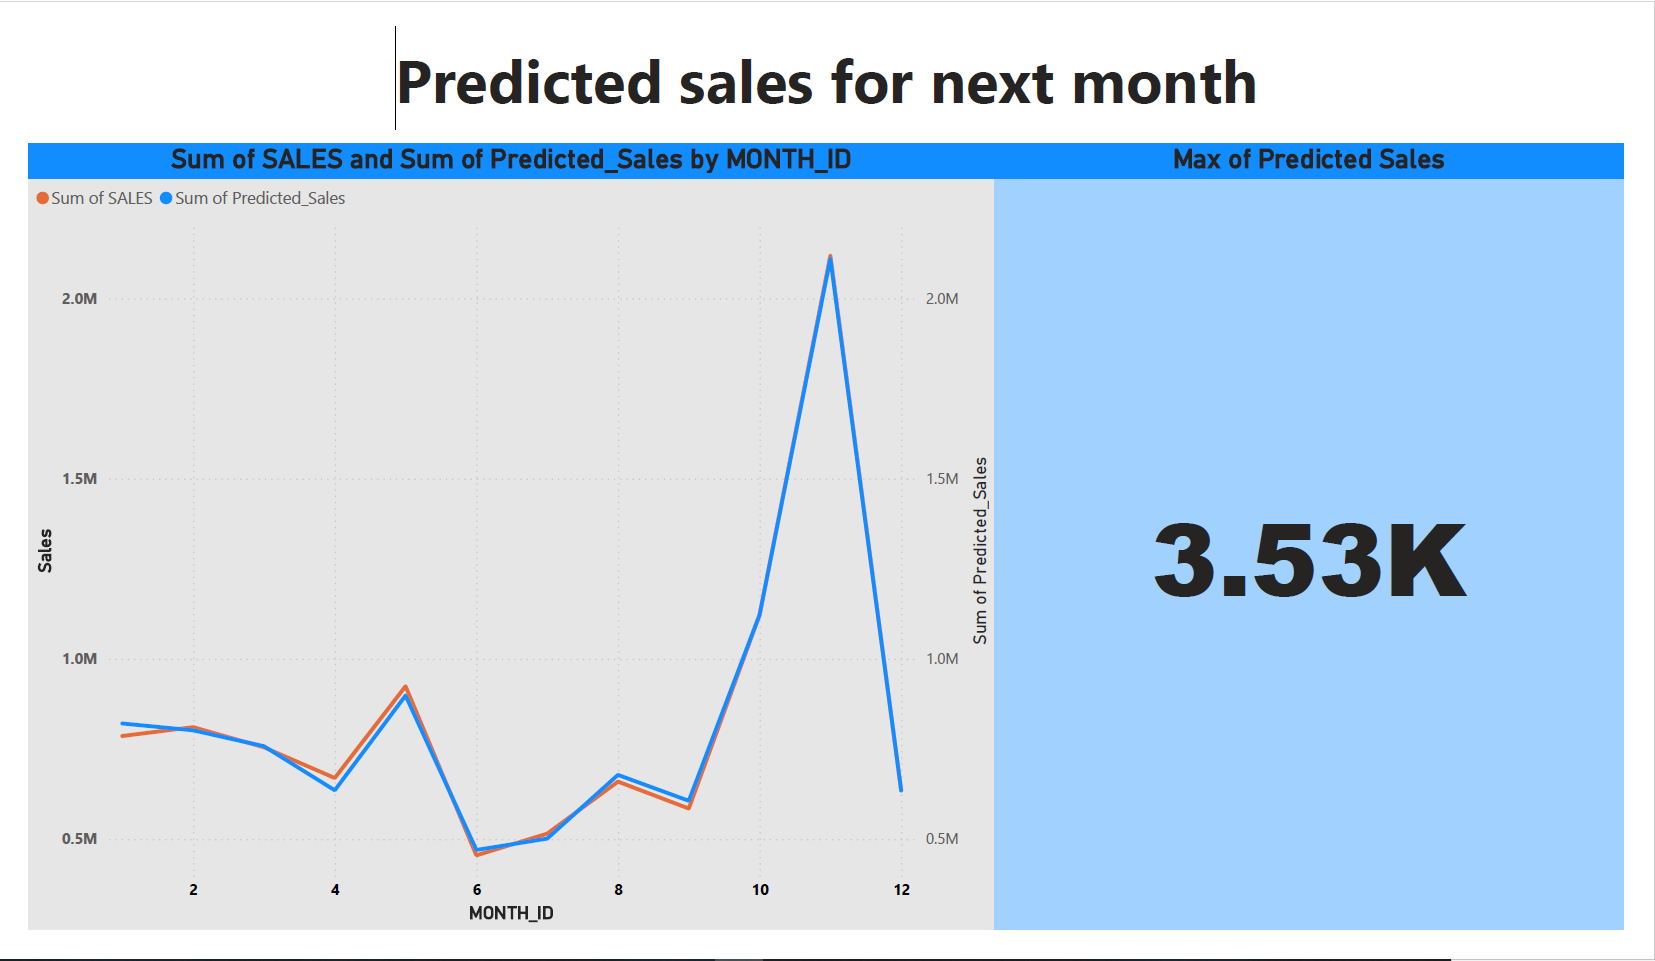 Predicted sales for next month
Sum of SALES and Sum of Predicted_Sales by MONTH_ID
Sum of SALES Sum of Predicted_Sales
2.0M
1.5M
1.0M
0.5M
Sales
2 4 6 8 10 12
MONTH_ID
2.0M
1.5M
1.0M
0.5M
Sum of Predicted_Sales
Max of Predicted Sales
3.53K